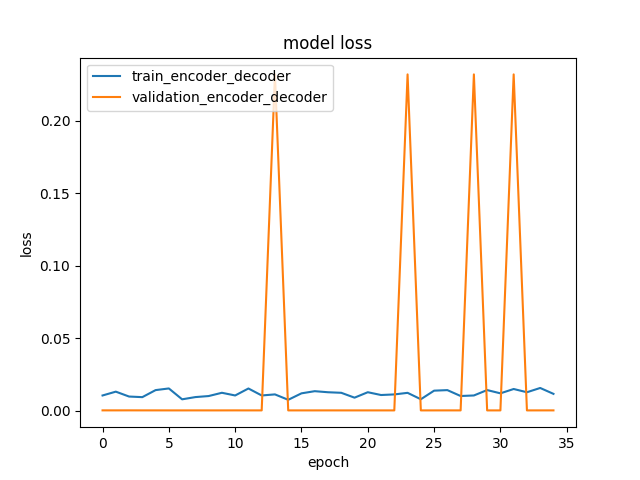 model loss
train_encoder_decoder
validation_encoder_decoder
0.20
0.15
0.10
0.05
0.00
loss
0 5 10 15 20 25 30 35
epoch